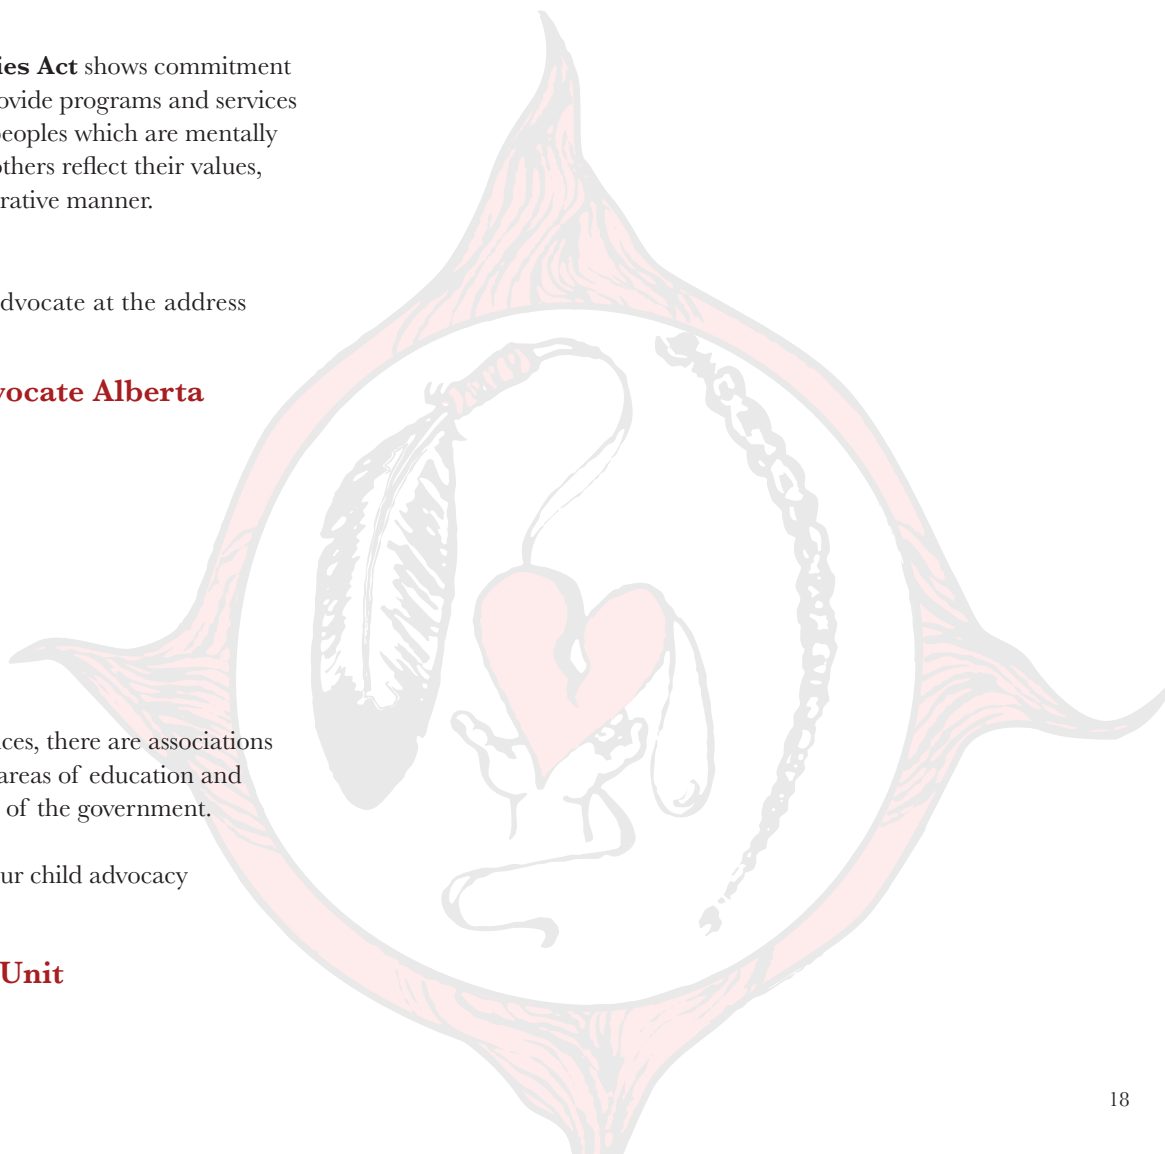 ies Act shows commitment
ovide programs and services
peoples which are mentally
others reflect their values,
rative manner.
dvocate at the address
vocate Alberta
ces, there are associations
areas of education and
of the government.
ur child advocacy
Unit
18